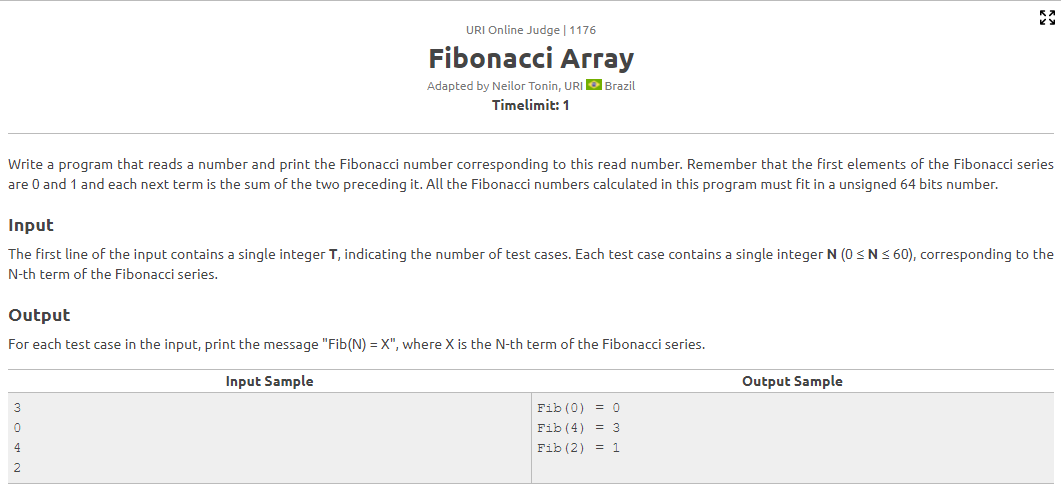 URI Online Judge | 1176
Fibonacci Array
Adapted by Neilor Tonin, URI Brazil
Timelimit: 1
Write a program that reads a number and print the Fibonacci number corresponding to this read number. Remember that the first elements of the Fibonacci series
are 0 and 1 and each next term is the sum of the two preceding it. All the Fibonacci numbers calculated in this program must fit in a unsigned 64 bits number.
Input
The first line of the input contains a single integer T, indicating the number of test cases. Each test case contains a single integer N (0 ≤ N ≤ 60), corresponding to the
N-th term of the Fibonacci series.
Output
For each test case in the input, print the message "Fib(N) = X", where X is the N-th term of the Fibonacci series.
Input Sample
3
0
4
2
Output Sample
Fib(0) = 0
Fib(4) = 3
Fib(2) = 1